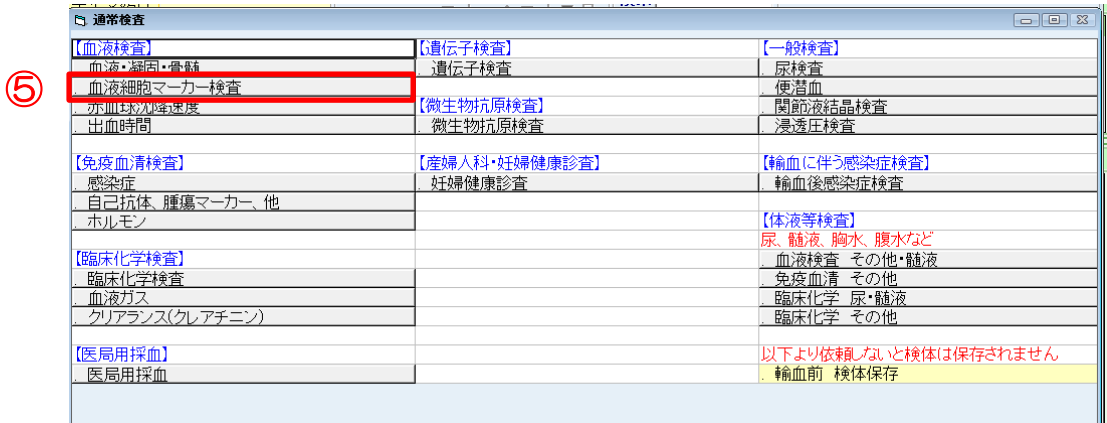 通常検査
⑤
【血液検査】
. 血液・凝固・骨髄
. 血液細胞マーカー検査
. 赤血球沈降速度
. 出血時間
【免疫血清検査】
. 感染症
. 自己抗体、腫瘍マーカー、他
. ホルモン
【臨床化学検査】
. 臨床化学検査
. 血液ガス
. クリアランス(クレアチニン)
【医局用採血】
. 医局用採血
【遺伝子検査】
. 遺伝子検査
【微生物抗原検査】
. 微生物抗原検査
【産婦人科・妊婦健康診査】
. 妊婦健康診査
【一般検査】
. 尿検査
. 便潜血
. 関節液結晶検査
. 浸透圧検査
【輸血に伴う感染症検査】
. 輸血後感染症検査
【体液等検査】
尿、髄液、胸水、腹水など
. 血液検査 その他・髄液
. 免疫血清 その他
. 臨床化学 尿・髄液
. 臨床化学 その他
以下より依頼しないと検体は保存されません
. 輸血前 検体保存